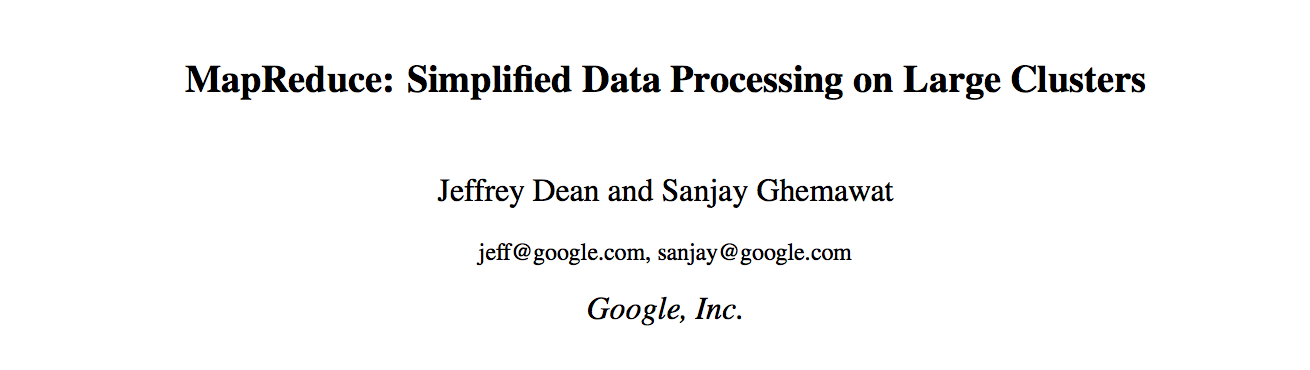 MapReduce: Simplified Data Processing on Large Clusters
Jeffrey Dean and Sanjay Ghemawat
jeff@google.com, sanjay@google.com
Google, Inc.